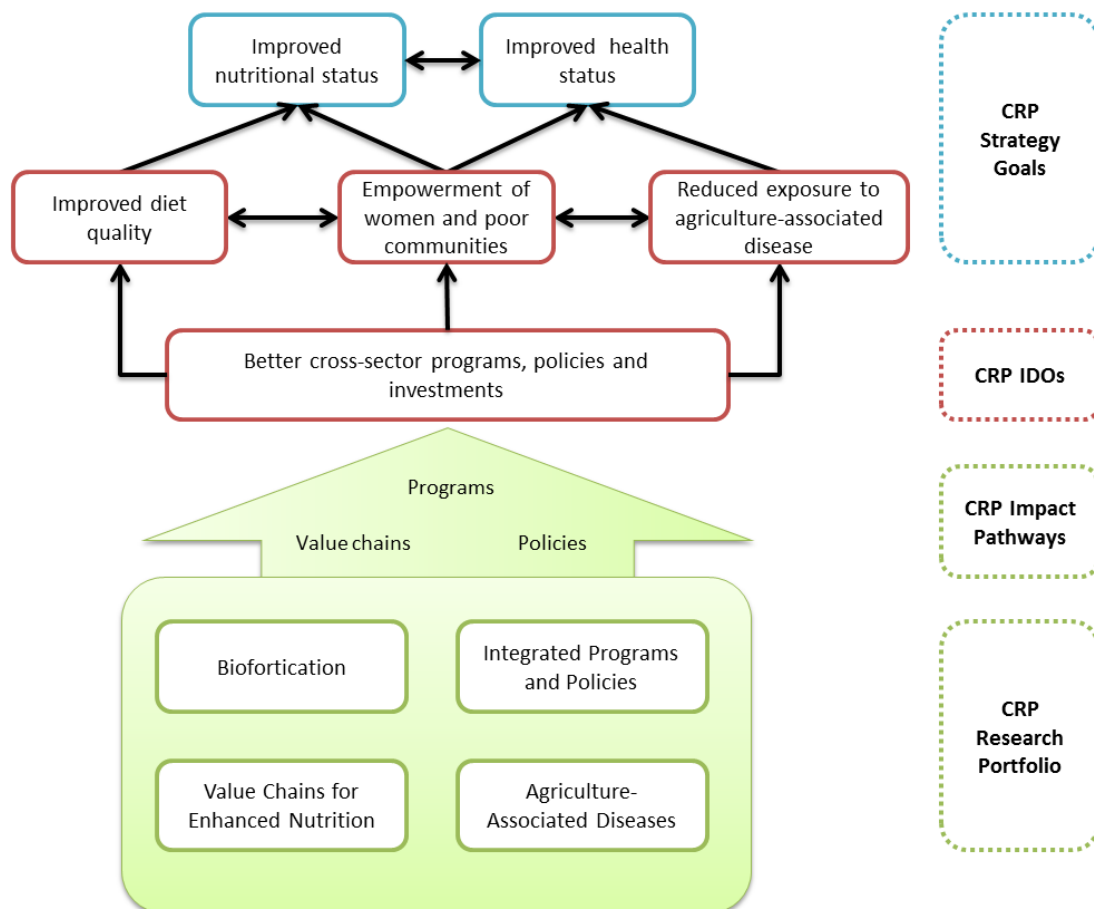 Improved
nutritional status
Improved health
status
CRP
Strategy
Goals
Improved diet
quality
Empowerment of
women and poor
communities
Reduced exposure to
agriculture-associated
disease
Better cross-sector programs, policies and
investments
CRP IDOs
Programs
Value chains
Policies
CRP Impact
Pathways
Biofortication
Integrated Programs
and Policies
Value Chains for
Enhanced Nutrition
Agriculture-
Associated Diseases
CRP
Research
Portfolio